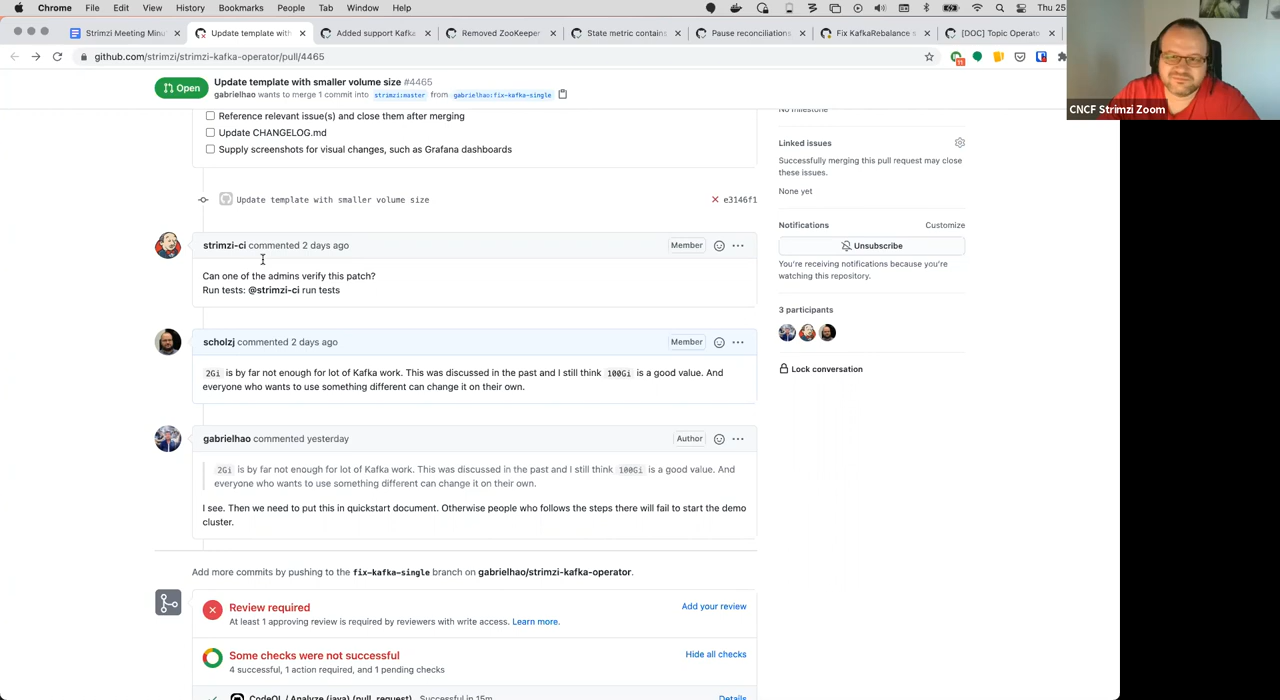 Chrome File Edit View History Bookmarks People Tab Window Help Thu 25
Strimzi Meeting Minu
Update template with
Added support Kafka
Removed ZooKeeper
State metric contains
Pause reconciliations
Fix KafkaRebalance s
[DOC] Topic Operato
github.com/strimzi/strimzi-kafka-operator/pull/4465
Open
Update template with smaller volume size #4465
gabrielhao wants to merge 1 commit into strimzi:master from gabrielhao:fix-kafka-single
CNCF Strimzi Zoom
Reference relevant issue(s) and close them after merging
Update CHANGELOG.md
Supply screenshots for visual changes, such as Grafana dashboards
No milestone
Linked issues
Successfully merging this pull request may close
these issues.
None yet
Update template with smaller volume size
e3146f1
Notifications Customize
Unsubscribe
You're receiving notifications because you're
watching this repository.
3 participants
Lock conversation
strimzi-ci commented 2 days ago Member
Can one of the admins verify this patch?
Run tests: @strimzi-ci run tests
scholzj commented 2 days ago Member
2Gi is by far not enough for lot of Kafka work. This was discussed in the past and I still think 100Gi is a good value. And
everyone who wants to use something different can change it on their own.
gabrielhao commented yesterday Author
2Gi is by far not enough for lot of Kafka work. This was discussed in the past and I still think 100Gi is a good value. And
everyone who wants to use something different can change it on their own.
I see. Then we need to put this in quickstart document. Otherwise people who follows the steps there will fail to start the demo
cluster.
Add more commits by pushing to the fix-kafka-single branch on gabrielhao/strimzi-kafka-operator.
Review required Add your review
At least 1 approving review is required by reviewers with write access. Learn more.
Some checks were not successful Hide all checks
4 successful, 1 action required, and 1 pending checks
CodeQL / Analyze (java) (pull_request) Successful in 15m Details